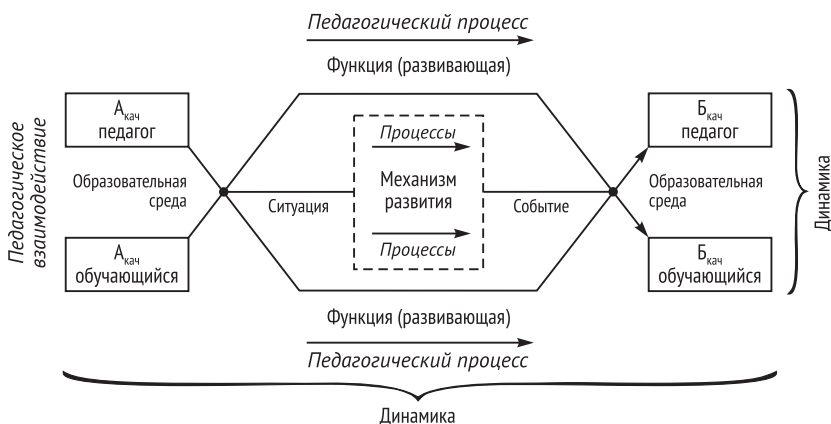 Педагогический процесс
Функция (развивающая)
Педагогическое
взаимодействие
Акач
педагог
Образовательная
среда
Акач
обучающийся
Ситуация
Процессы
Механизм
развития
Процессы
Событие
Бкач
педагог
Образовательная
среда
Бкач
обучающийся
Динамика
Функция (развивающая)
Педагогический процесс
Динамика